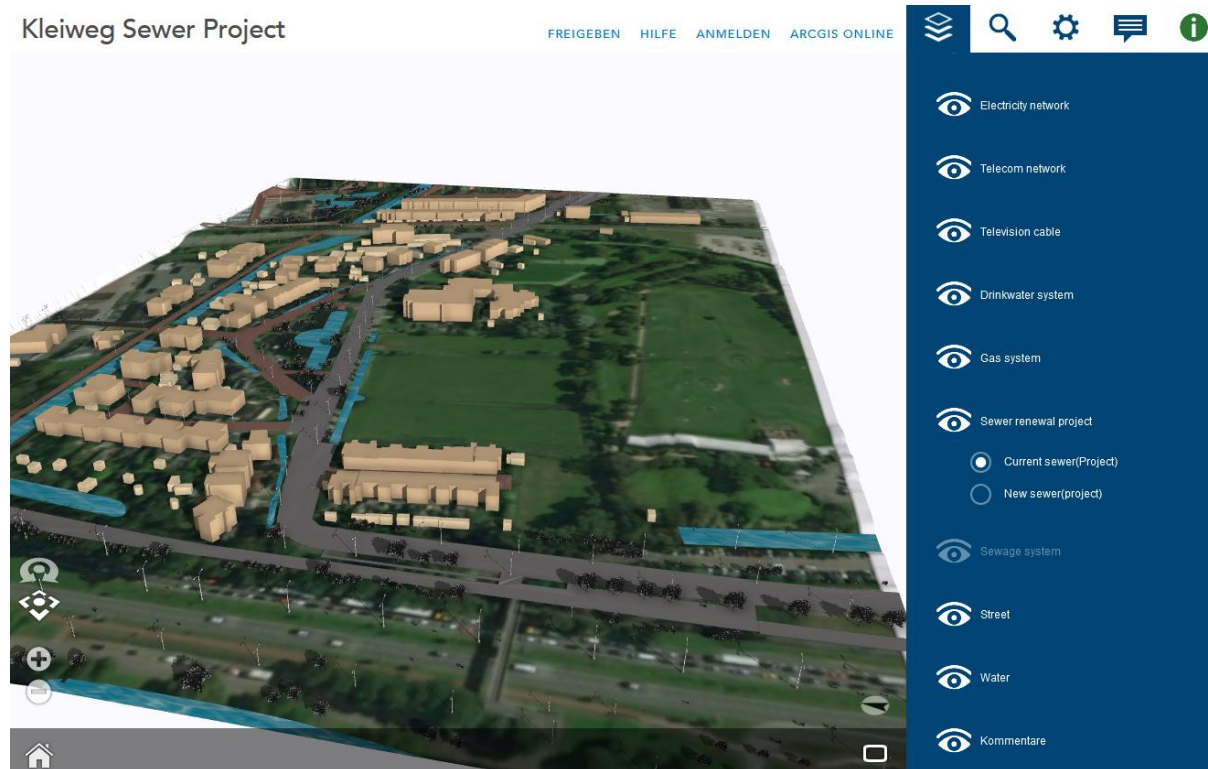 Kleiweg Sewer Project
FREIGEBEN HILFE ANMELDEN ARCGIS ONLINE
Electricity network
Telecom network
Television cable
Drinkwater system
Gas system
Sewer renewal project
Current sewer(Project)
New sewer(project)
Sewage system
Street
Water
Kommentare